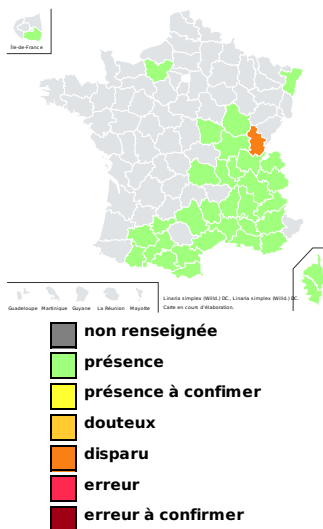 Île-de-France
Guadeloupe Martinique Guyane La Réunion Mayotte
Linaria simplex (Willd.) DC., Linaria simplex (Willd.) DC.
Carte en cours d'élaboration.
non renseignée
présence
présence à confimer
douteux
disparu
erreur
erreur à confirmer